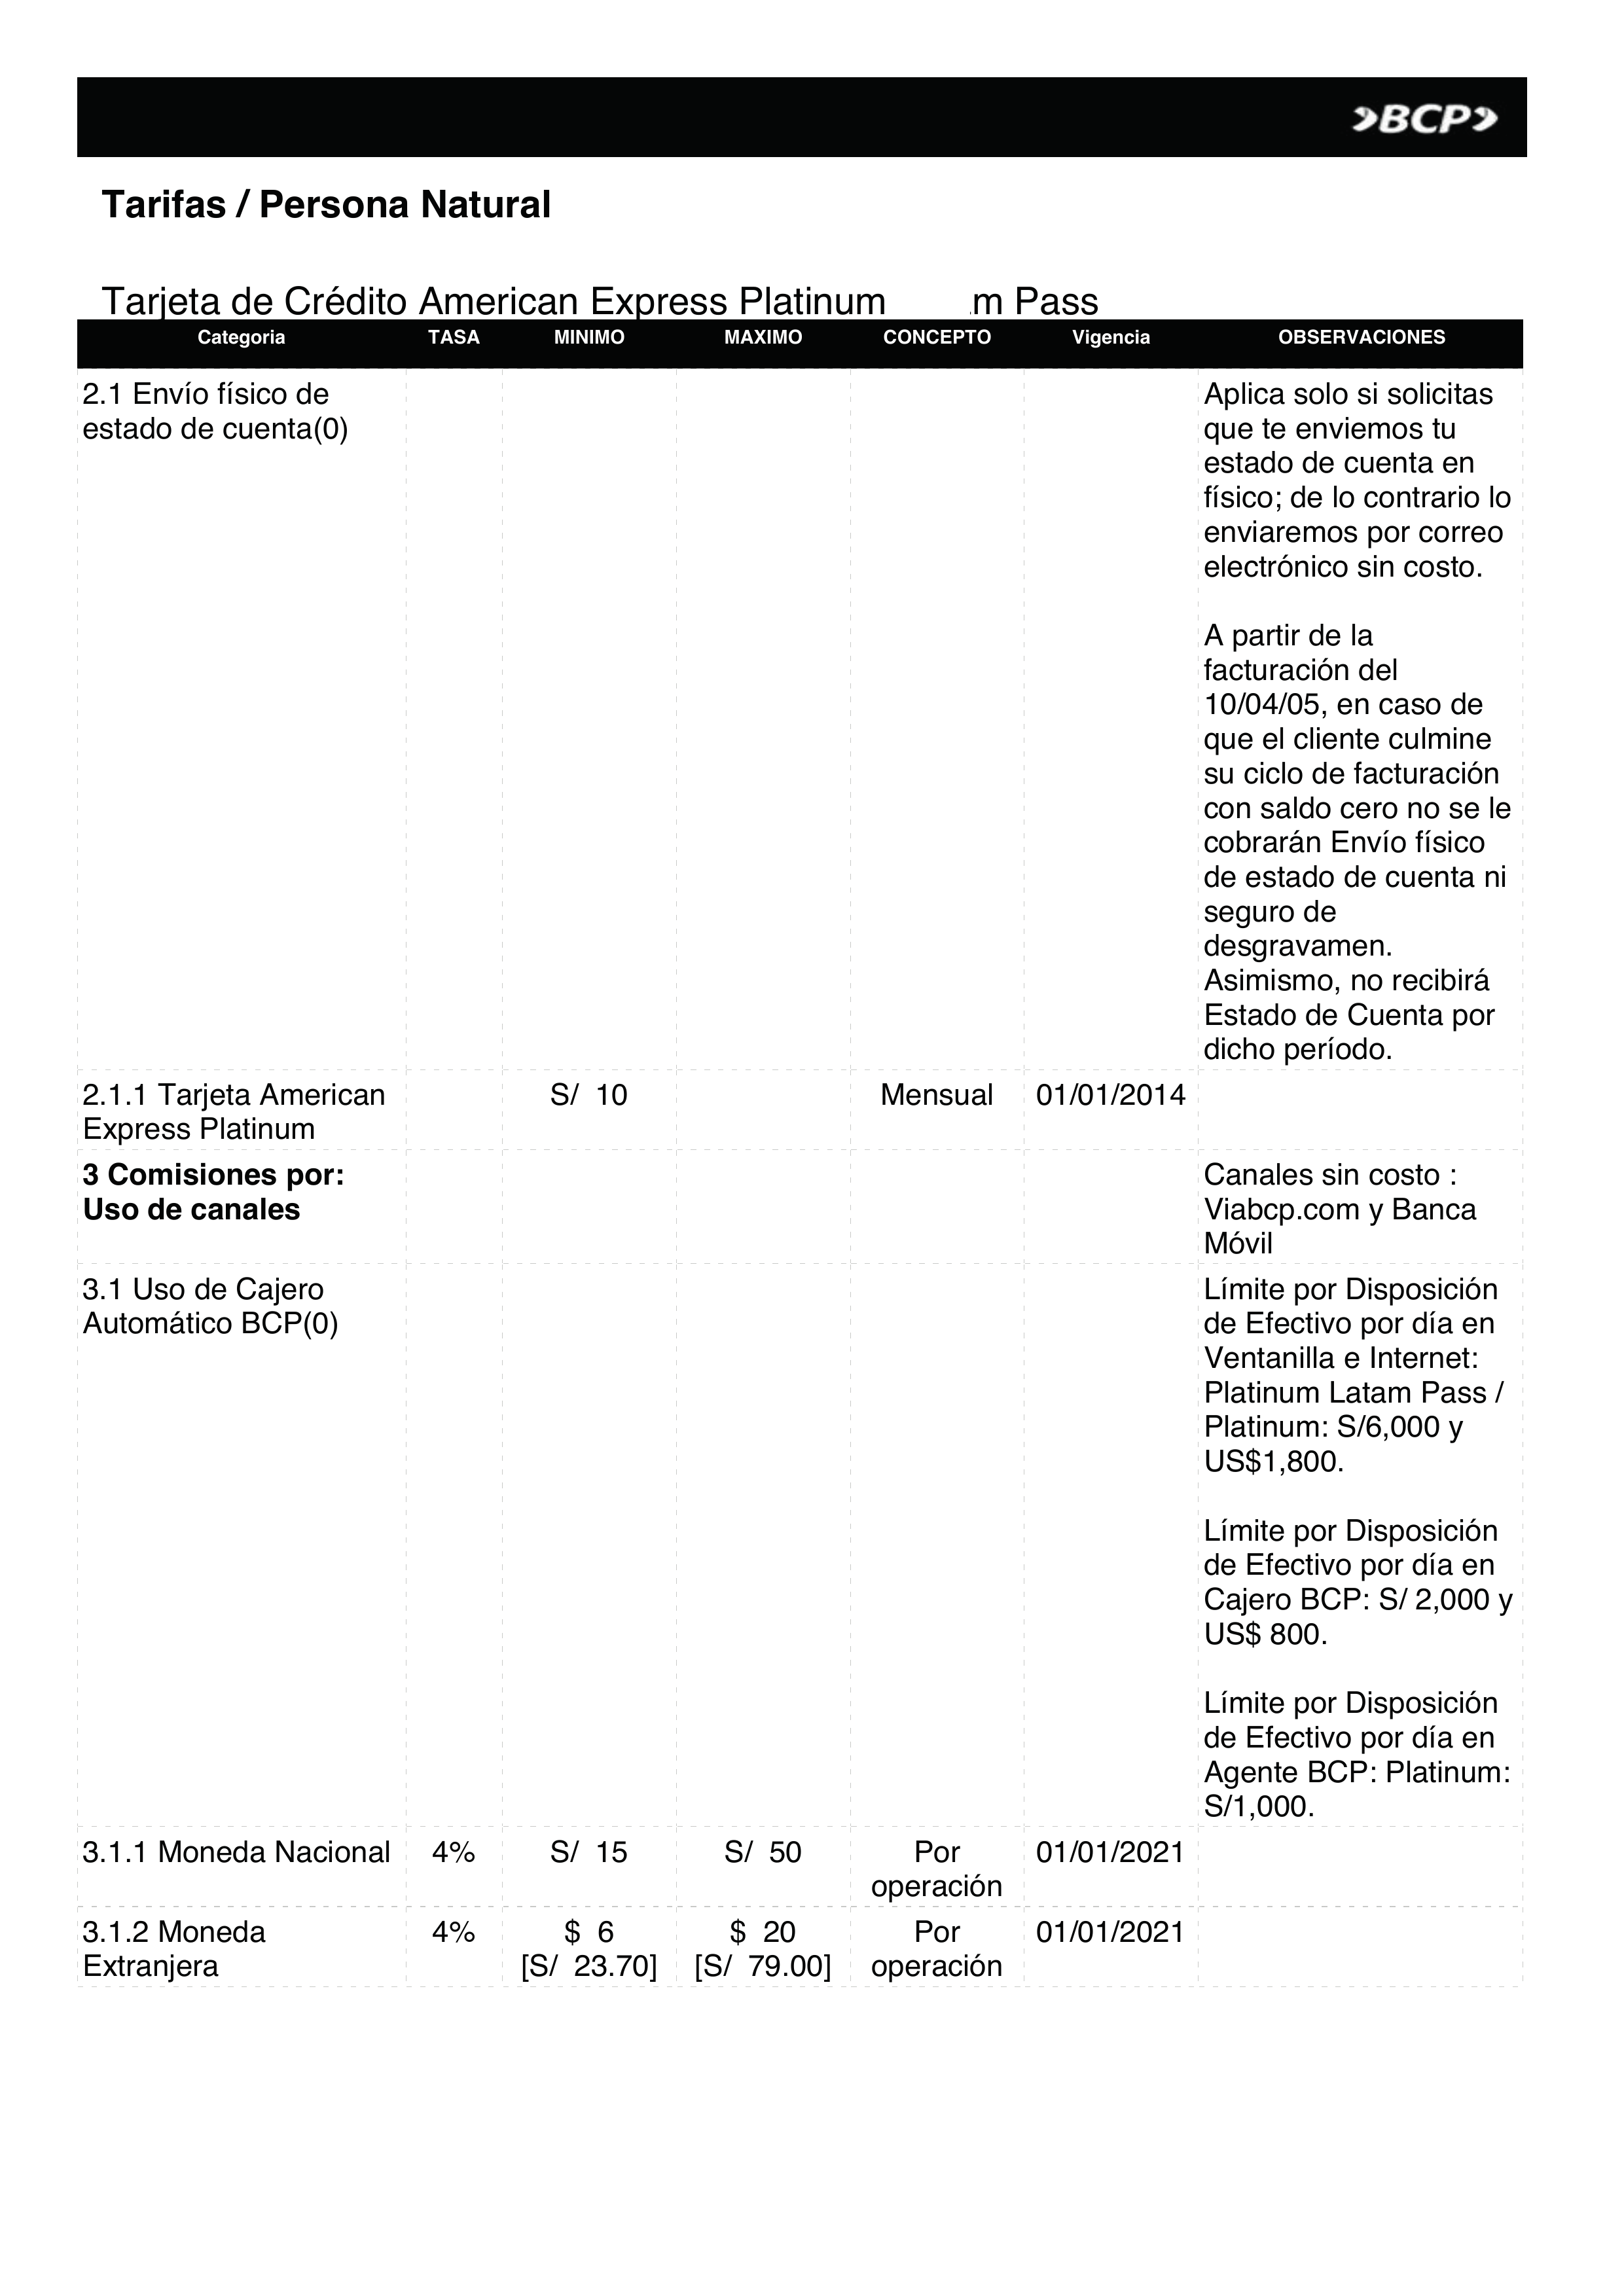 BCP
Tarifas / Persona Natural
Tarjeta de Crédito American Express Platinum m Pass
Categoria TASA MINIMO MAXIMO CONCEPTO Vigencia OBSERVACIONES
2.1 Envío físico de
estado de cuenta(0)
Aplica solo si solicitas
que te enviemos tu
estado de cuenta en
físico; de lo contrario lo
enviaremos por correo
electrónico sin costo.
A partir de la
facturación del
10/04/05, en caso de
que el cliente culmine
su ciclo de facturación
con saldo cero no se le
cobrarán Envío físico
de estado de cuenta ni
seguro de
desgravamen.
Asimismo, no recibirá
Estado de Cuenta por
dicho período.
2.1.1 Tarjeta American
Express Platinum
S/ 10
Mensual
01/01/2014
3 Comisiones por:
Uso de canales
Canales sin costo :
Viabcp.com y Banca
Móvil
3.1 Uso de Cajero
Automático BCP(0)
Límite por Disposición
de Efectivo por día en
Ventanilla e Internet:
Platinum Latam Pass /
Platinum: S/6,000 y
US$1,800.
Límite por Disposición
de Efectivo por día en
Cajero BCP: S/ 2,000 y
US$ 800.
Límite por Disposición
de Efectivo por día en
Agente BCP: Platinum:
S/1,000.
3.1.1 Moneda Nacional
4%
S/ 15
S/ 50
Por
operación
01/01/2021
3.1.2 Moneda
Extranjera
4%
$ 6
[S/ 23.70]
$ 20
[S/ 79.00]
Por
operación
01/01/2021